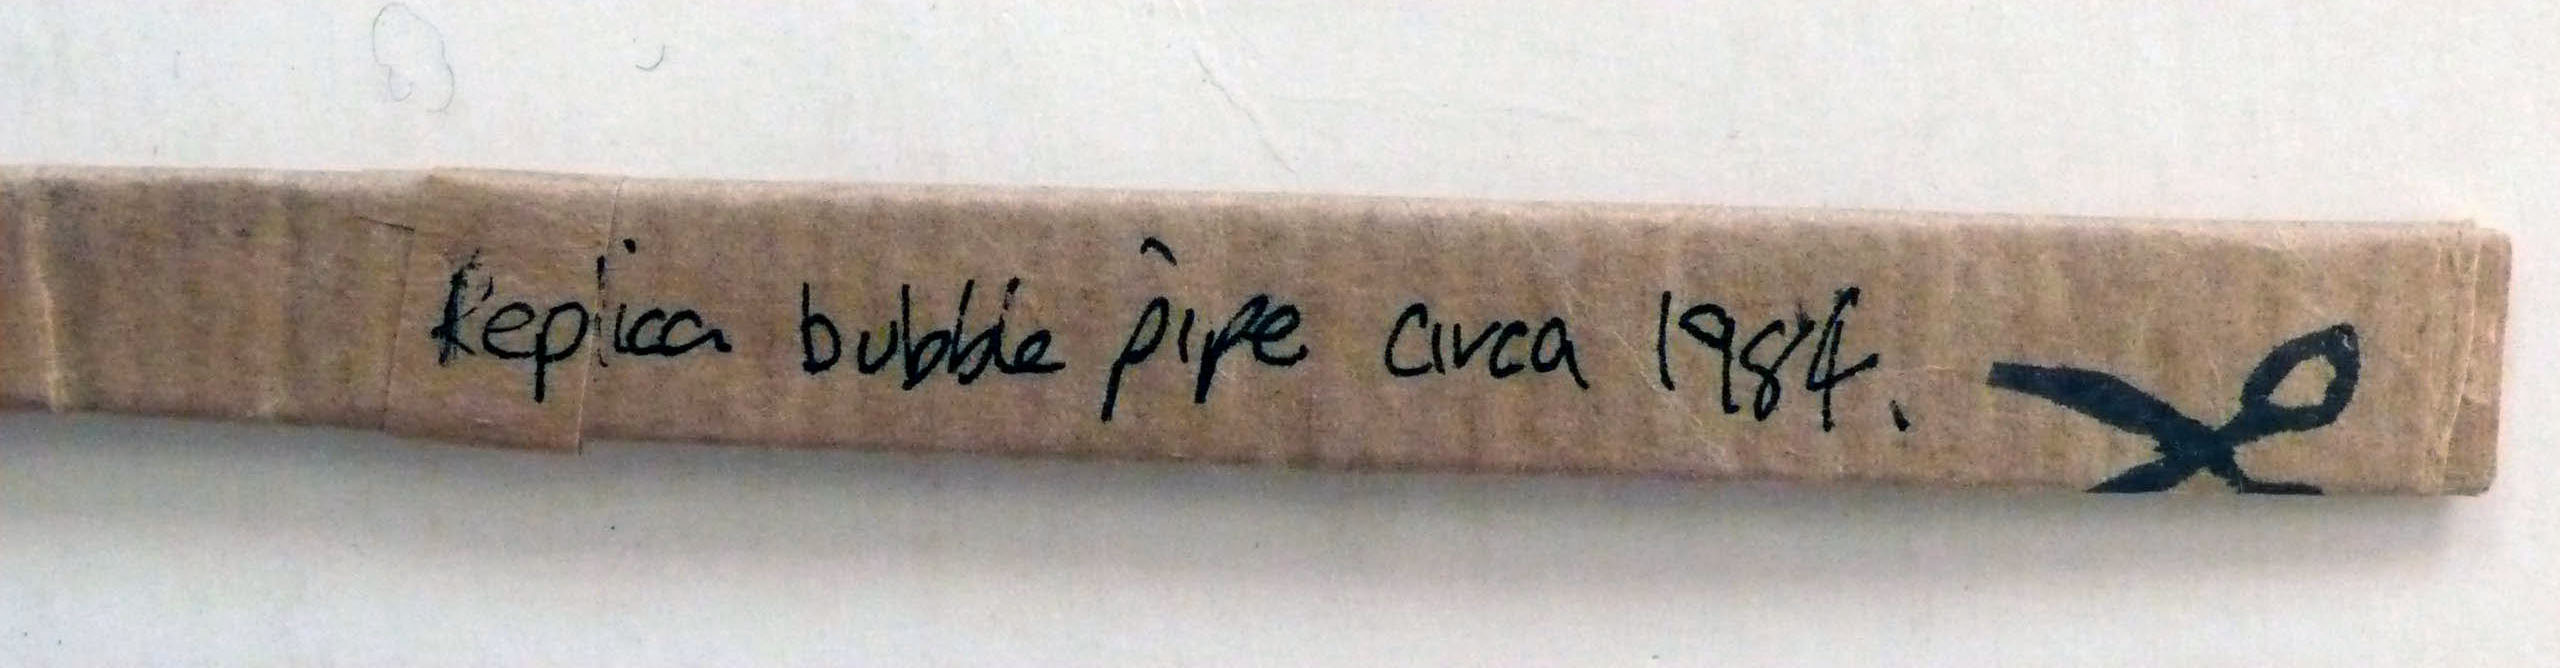 Replica bubble pipe circa 1984.